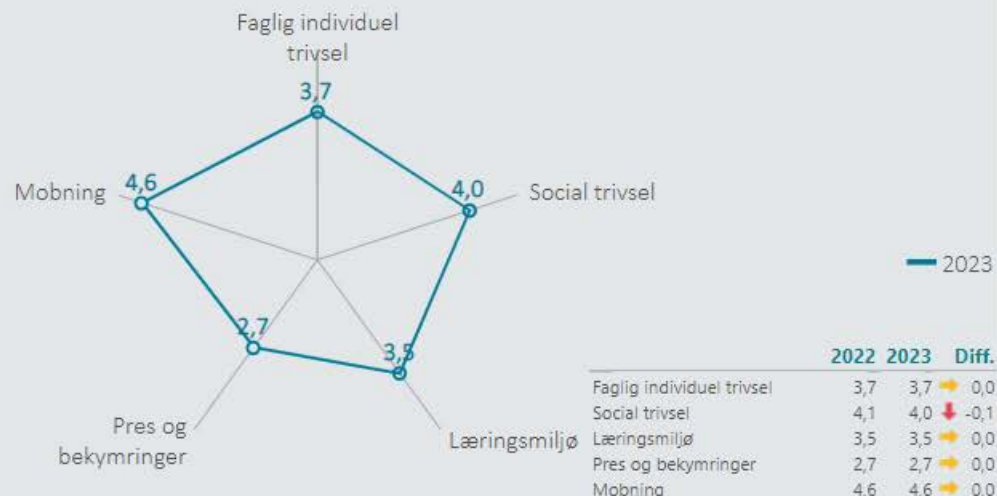 Faglig individuel
trivsel
3,7
Mobning
4,6
4,0
Social trivsel
2023
2,7
3,5
Pres og
bekymringer
Læringsmiljø
2022 2023 Diff.
Faglig individuel trivsel 3,7 3,7 0,0
Social trivsel 4,1 4,0 -0,1
Læringsmiljø 3,5 3,5 0,0
Pres og bekymringer 2,7 2,7 0,0
Mobning 4,6 4,6 0,0